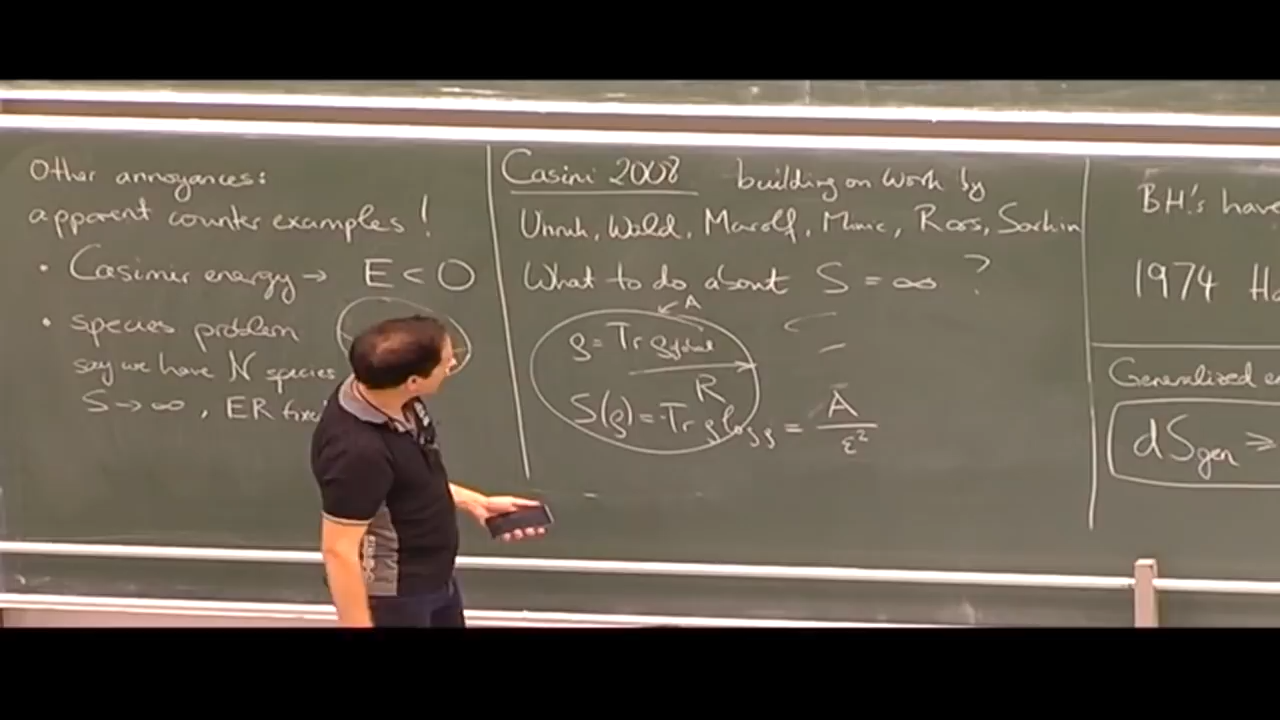 Other annoyances:
apparent counter examples!
• Casimir energy → E < 0
• species problem
say we have N species
S → ∞, ER fixe
Casini 2008 building on work by
Unruh, Wald, Marolf, Minic, Ross, Sorkin
What to do about S = ∞ ?
A
ρ = Tr ρglobal
R
S(ρ) = -Tr ρ log ρ = A / ε²
BH's have
1974 Ha
Generalized e
dSgen ≥